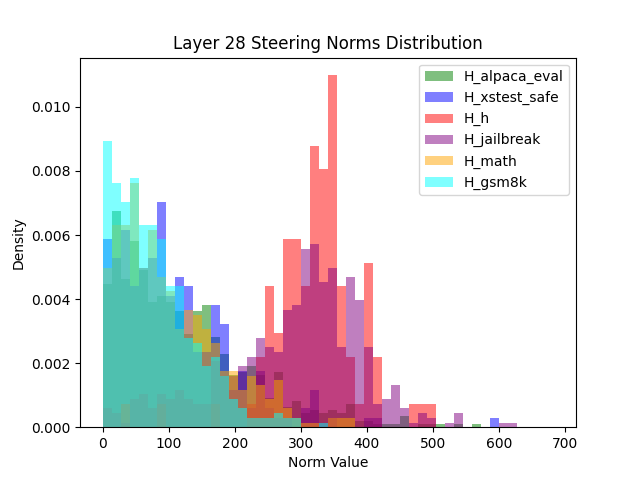 Layer 28 Steering Norms Distribution
H_alpaca_eval
H_xstest_safe
H_h
H_jailbreak
H_math
H_gsm8k
0.010
0.008
0.006
0.004
0.002
0.000
Density
0 100 200 300 400 500 600 700
Norm Value